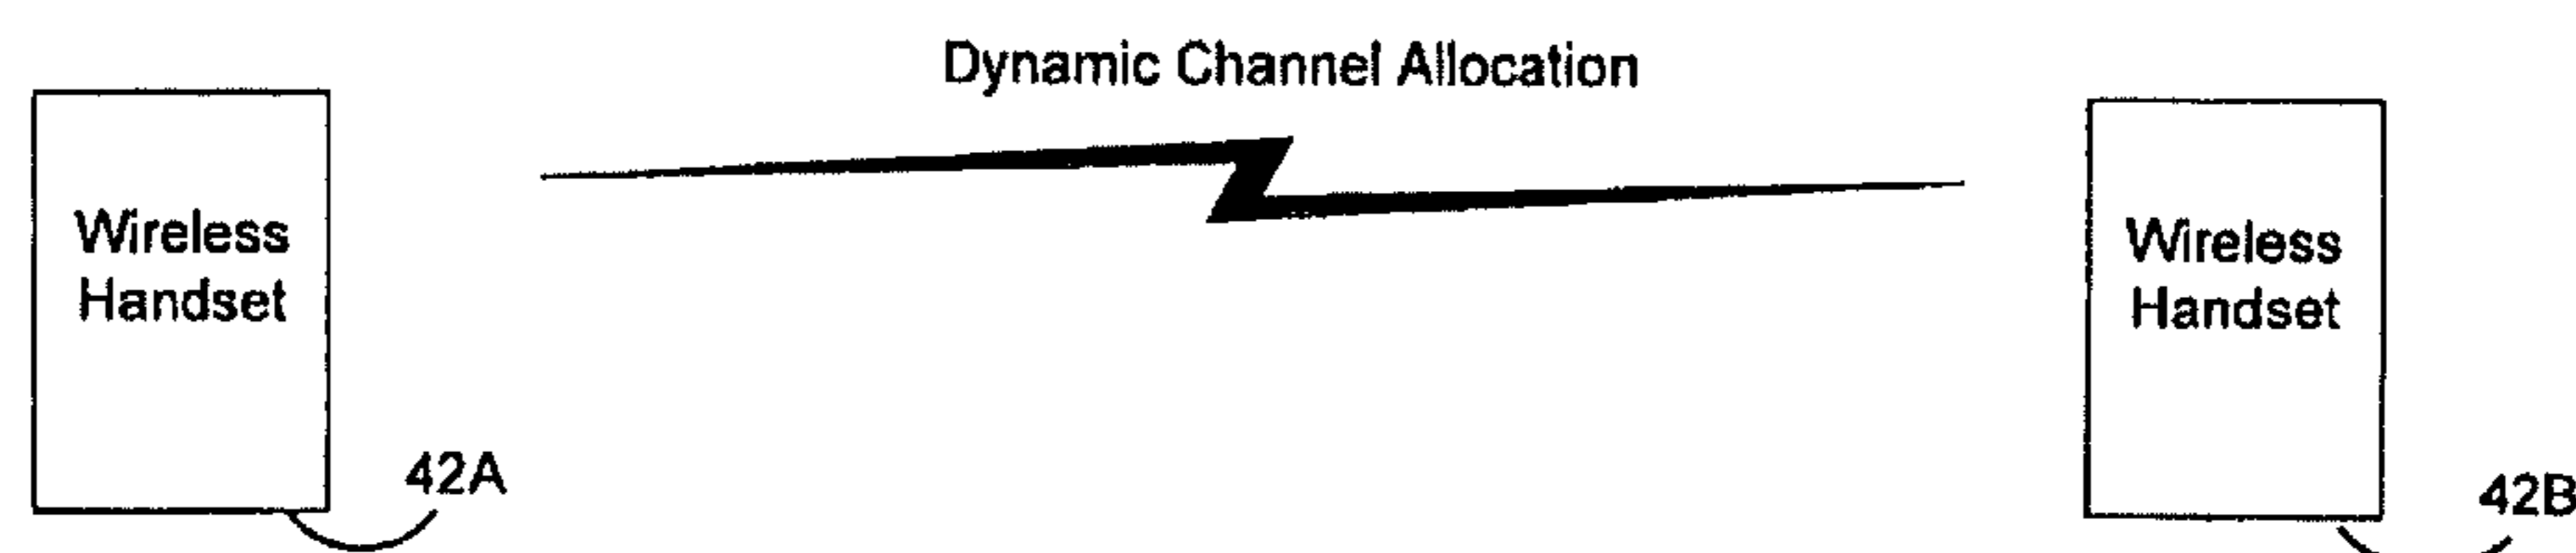 Dynamic Channel Allocation
Wireless
Handset
42A
Wireless
Handset
42B